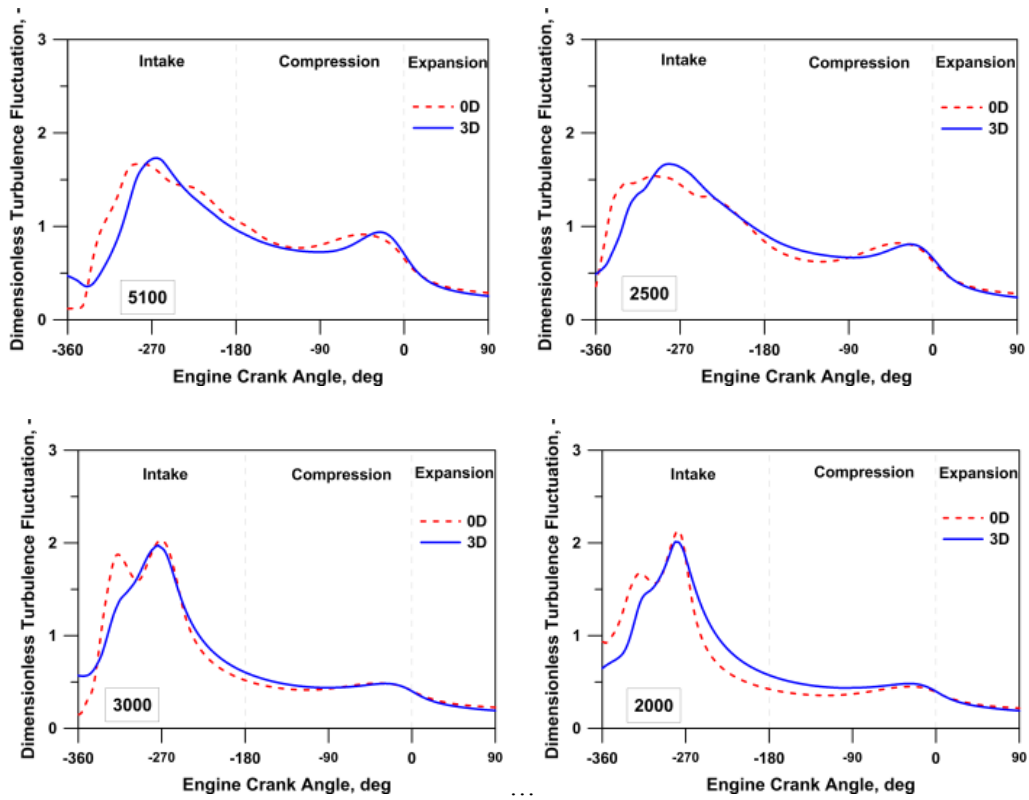 Dimensionless Turbulence Fluctuation, -
3
2
1
0
Intake
Compression
Expansion
0D
3D
5100
-360
-270
-180
-90
0
90
Engine Crank Angle, deg
Dimensionless Turbulence Fluctuation, -
3
2
1
0
Intake
Compression
Expansion
0D
3D
2500
-360
-270
-180
-90
0
90
Engine Crank Angle, deg
Dimensionless Turbulence Fluctuation, -
3
2
1
0
Intake
Compression
Expansion
0D
3D
3000
-360
-270
-180
-90
0
90
Engine Crank Angle, deg
Dimensionless Turbulence Fluctuation, -
3
2
1
0
Intake
Compression
Expansion
0D
3D
2000
-360
-270
-180
-90
0
90
Engine Crank Angle, deg
...